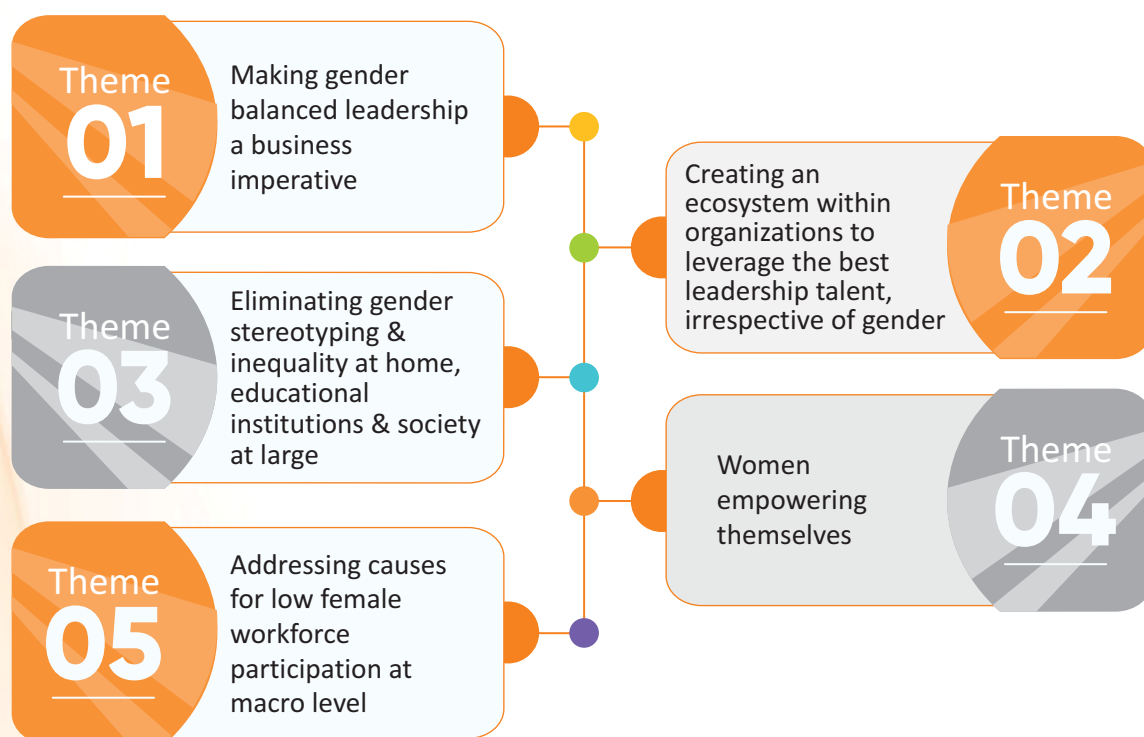 Theme
01
Making gender
balanced leadership
a business
imperative
Theme
02
Creating an
ecosystem within
organizations to
leverage the best
leadership talent,
irrespective of gender
Theme
03
Eliminating gender
stereotyping &
inequality at home,
educational
institutions & society
at large
Theme
04
Women
empowering
themselves
Theme
05
Addressing causes
for low female
workforce
participation at
macro level